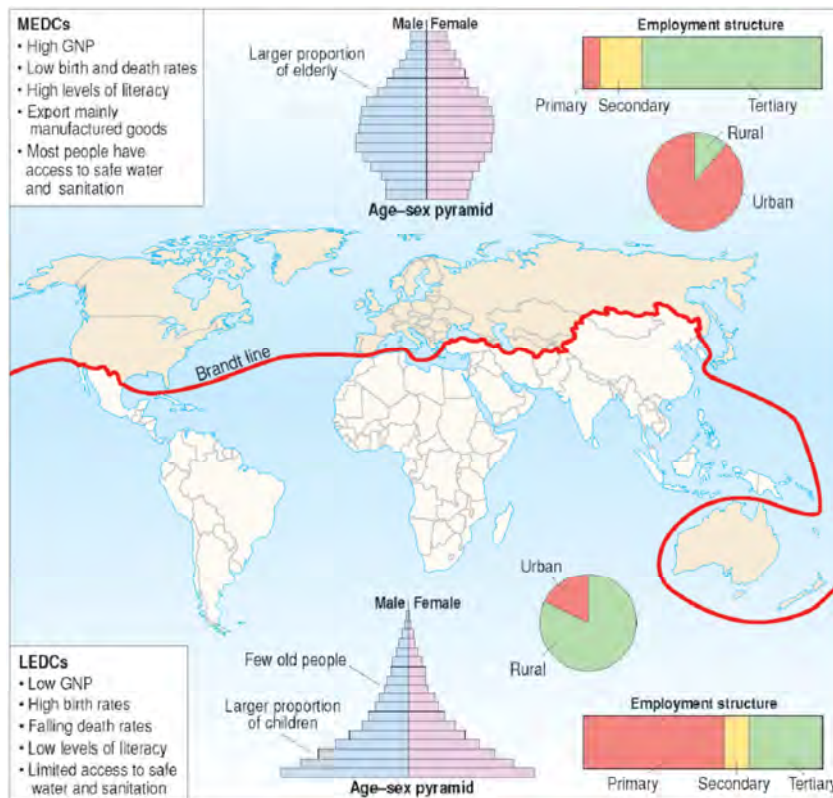 MEDCs
• High GNP
• Low birth and death rates
• High levels of literacy
• Export mainly
manufactured goods
• Most people have
access to safe water
and sanitation
Male Female
Larger proportion
of elderly
Age–sex pyramid
Employment structure
Primary Secondary Tertiary
Rural
Urban
Brandt line
Urban
Rural
Male Female
Few old people
Larger proportion
of children
Age–sex pyramid
LEDCs
• Low GNP
• High birth rates
• Falling death rates
• Low levels of literacy
• Limited access to safe
water and sanitation
Employment structure
Primary Secondary Tertiary